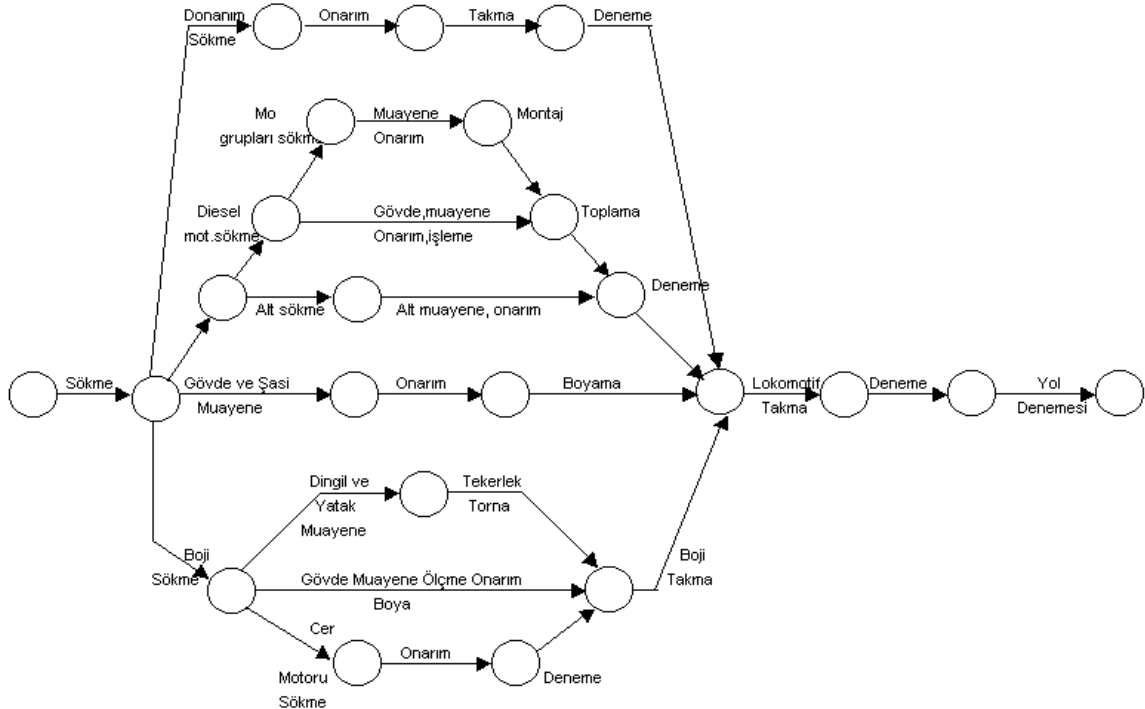 Donanım
Sökme
Onarım
Takma
Deneme
Mo
grupları sökme
Muayene
Onarım
Montaj
Diesel
mot.sökme
Gövde,muayene
Onarım,işleme
Toplama
Alt sökme
Alt muayene, onarım
Deneme
Sökme
Gövde ve Şasi
Muayene
Onarım
Boyama
Lokomotif
Takma
Deneme
Yol
Denemesi
Dingil ve
Yatak
Muayene
Tekerlek
Torna
Boji
Sökme
Gövde Muayene Ölçme Onarım
Boya
Boji
Takma
Cer
Motoru
Sökme
Onarım
Deneme